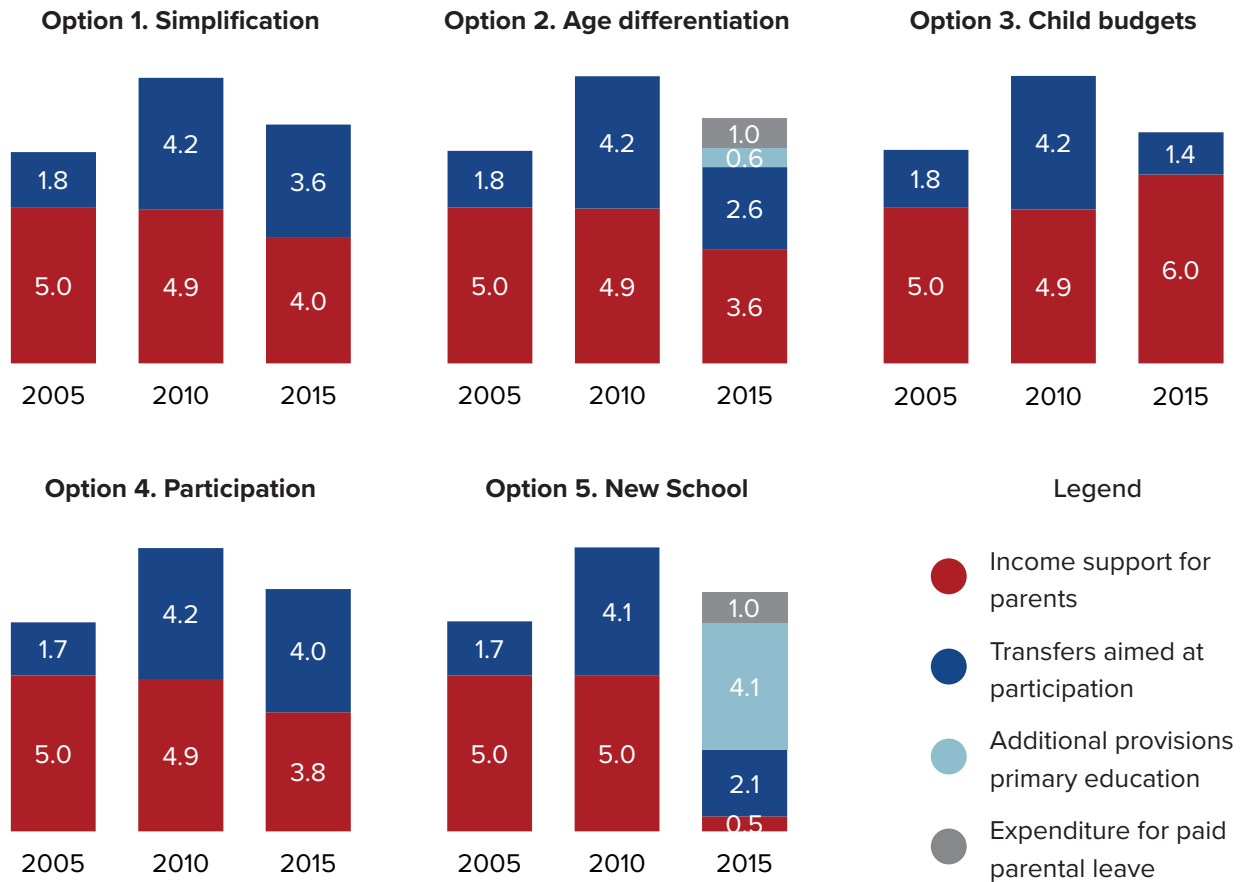 Option 1. Simplification
4.2
1.8
3.6
5.0
4.9
4.0
2005 2010 2015
Option 2. Age differentiation
1.0
4.2
0.6
1.8
2.6
5.0
4.9
3.6
2005 2010 2015
Option 3. Child budgets
4.2
1.4
1.8
6.0
5.0
4.9
2005 2010 2015
Option 4. Participation
4.2
1.7
4.0
5.0
4.9
3.8
2005 2010 2015
Option 5. New School
1.0
4.1
1.7
4.1
5.0
5.0
2.1
0.5
2005 2010 2015
Legend
Income support for
parents
Transfers aimed at
participation
Additional provisions
primary education
Expenditure for paid
parental leave